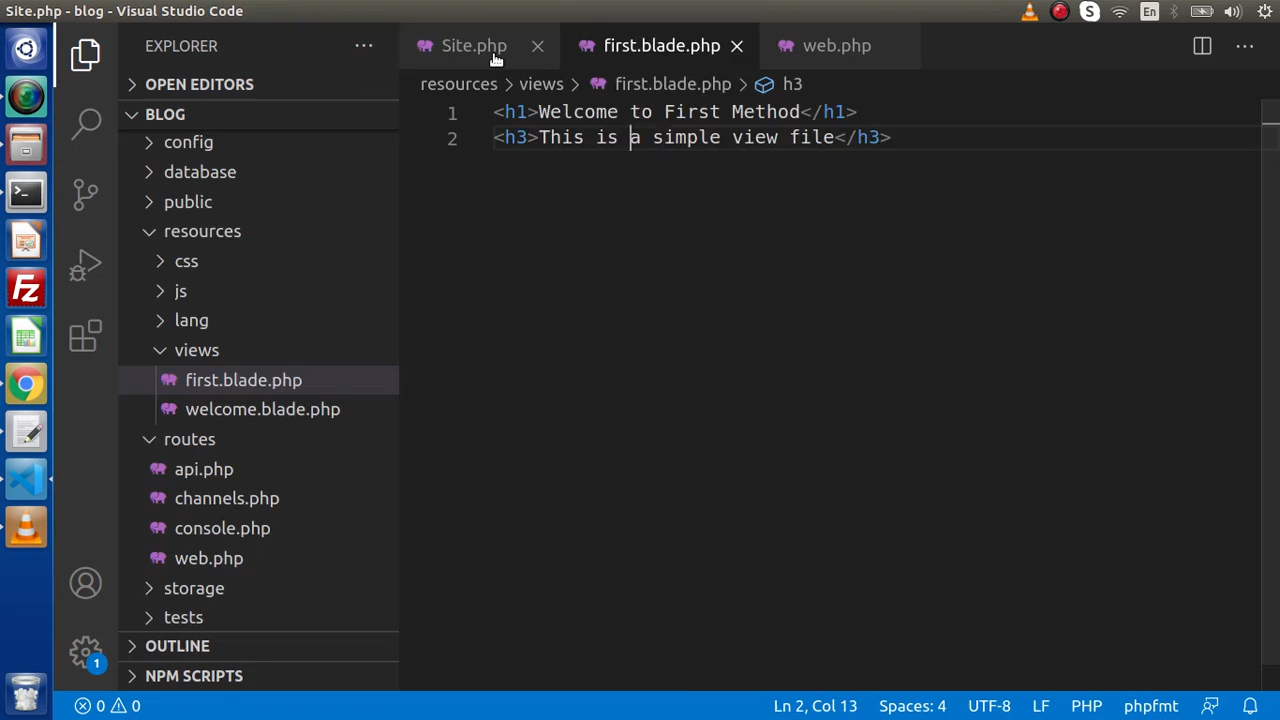 Site.php - blog - Visual Studio Code
En
EXPLORER
OPEN EDITORS
BLOG
config
database
public
resources
css
js
lang
views
first.blade.php
welcome.blade.php
routes
api.php
channels.php
console.php
web.php
storage
tests
OUTLINE
NPM SCRIPTS
1
Site.php
first.blade.php
web.php
resources > views > first.blade.php > h3
1 <h1>Welcome to First Method</h1>
2 <h3>This is a simple view file</h3>
0 0
Ln 2, Col 13
Spaces: 4
UTF-8
LF
PHP
phpfmt
Fz
S